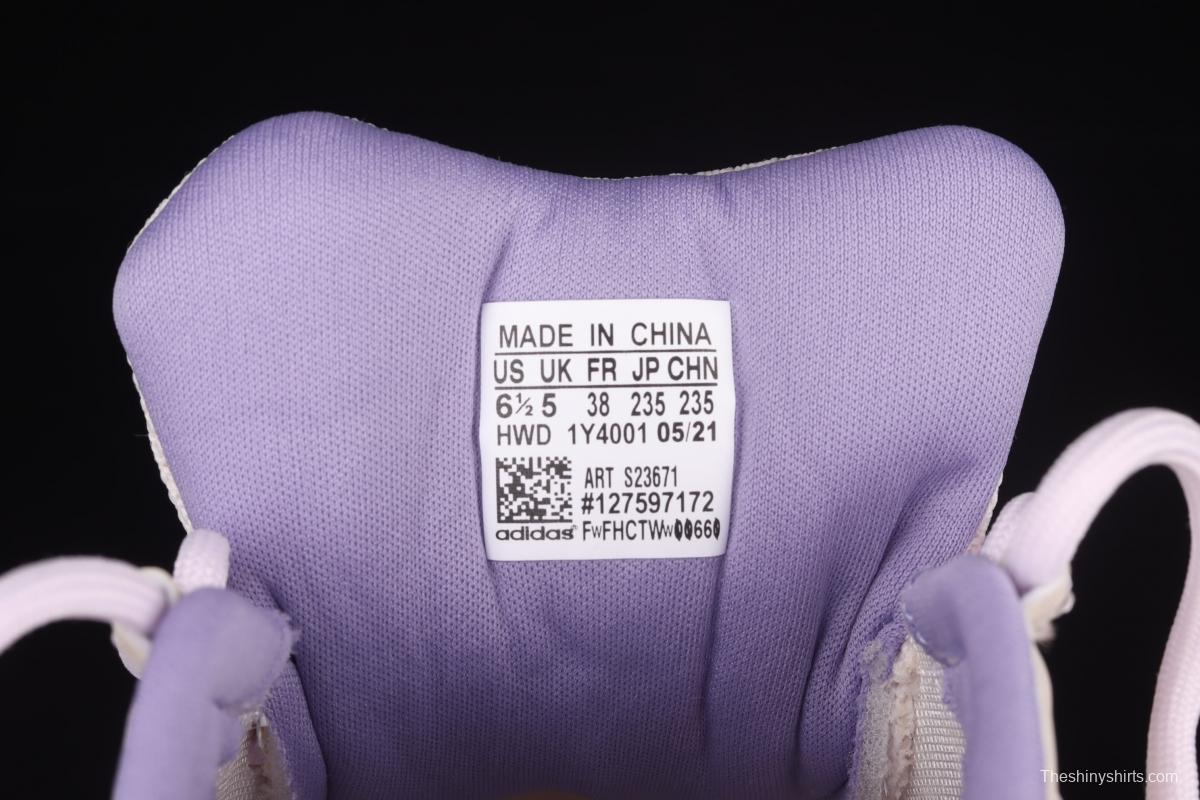 MADE IN CHINA
US UK FR JP CHN
6½ 5 38 235 235
HWD 1Y4001 05/21
ART S23671
#127597172
adidas FwFHCTWw
Theshinyshirts.com